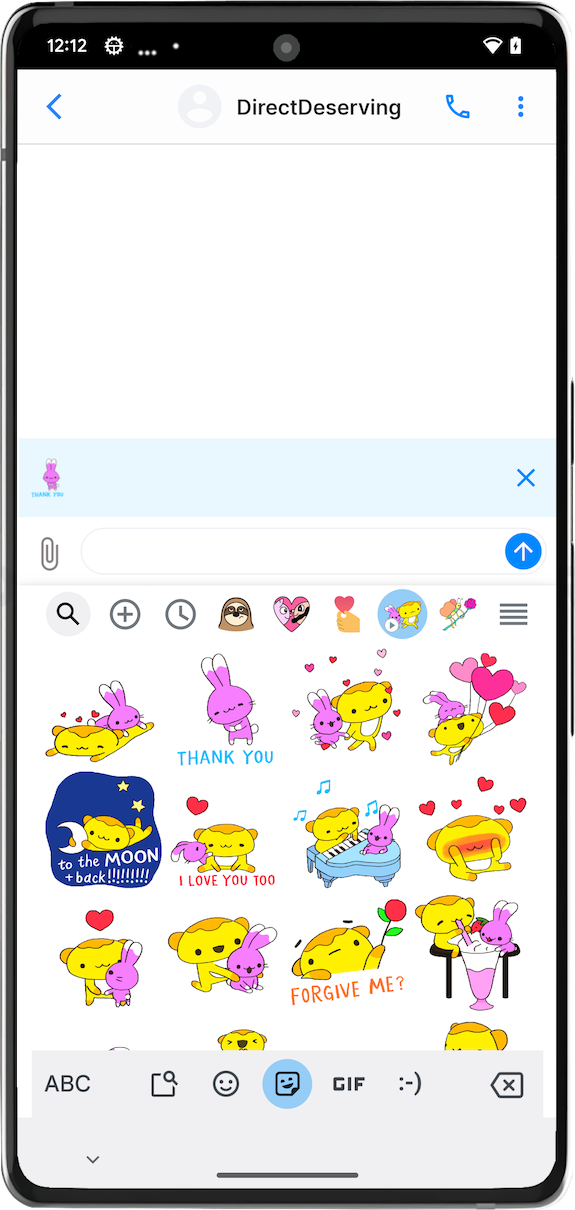 12:12
DirectDeserving
THANK YOU
THANK YOU
to the MOON
+ back!!!!!!!!!
I LOVE YOU TOO
FORGIVE ME?
ABC
GIF
:-)